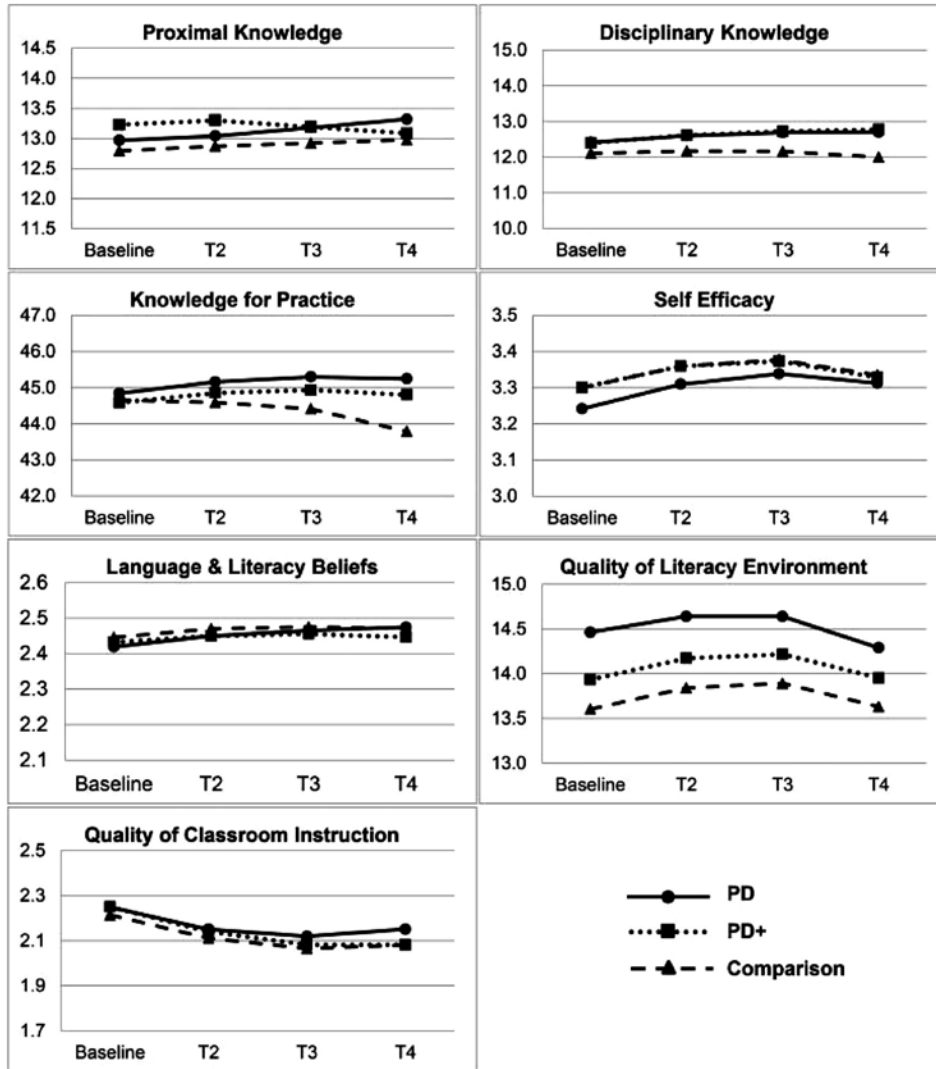 Proximal Knowledge
14.5
14.0
13.5
13.0
12.5
12.0
11.5
Baseline T2 T3 T4
Disciplinary Knowledge
15.0
14.0
13.0
12.0
11.0
10.0
Baseline T2 T3 T4
Knowledge for Practice
47.0
46.0
45.0
44.0
43.0
42.0
Baseline T2 T3 T4
Self Efficacy
3.5
3.4
3.3
3.2
3.1
3.0
Baseline T2 T3 T4
Language & Literacy Beliefs
2.6
2.5
2.4
2.3
2.2
2.1
Baseline T2 T3 T4
Quality of Literacy Environment
15.0
14.5
14.0
13.5
13.0
Baseline T2 T3 T4
Quality of Classroom Instruction
2.5
2.3
2.1
1.9
1.7
Baseline T2 T3 T4
PD
PD+
Comparison